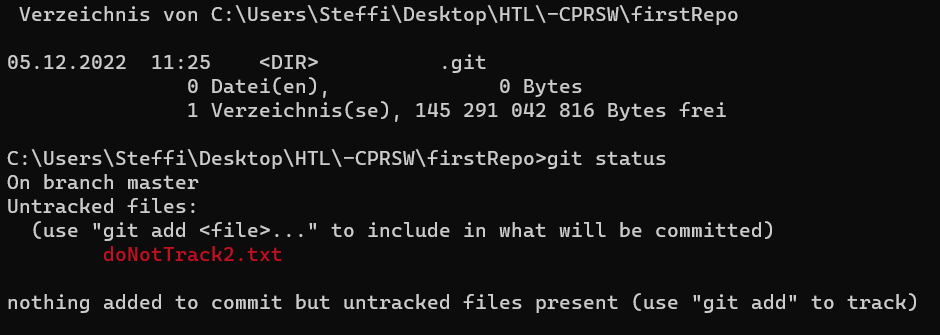 Verzeichnis von C:\Users\Steffi\Desktop\HTL\-CPRSW\firstRepo
05.12.2022  11:25    <DIR>          .git
               0 Datei(en),              0 Bytes
               1 Verzeichnis(se), 145 291 042 816 Bytes frei
C:\Users\Steffi\Desktop\HTL\-CPRSW\firstRepo>git status
On branch master
Untracked files:
  (use "git add <file>..." to include in what will be committed)
        doNotTrack2.txt
nothing added to commit but untracked files present (use "git add" to track)